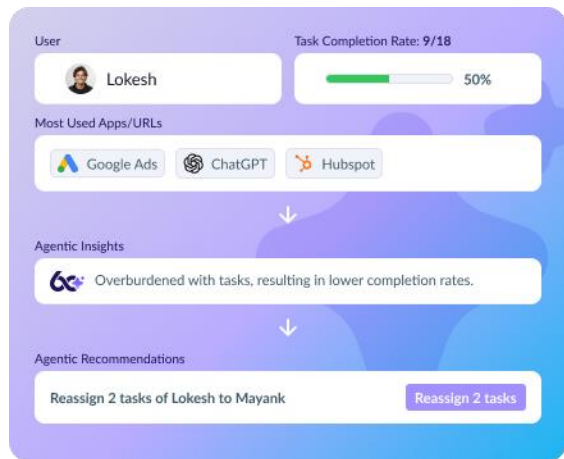 User
Task Completion Rate: 9/18
Lokesh
50%
Most Used Apps/URLs
Google Ads
ChatGPT
Hubspot
Agentic Insights
Overburdened with tasks, resulting in lower completion rates.
Agentic Recommendations
Reassign 2 tasks of Lokesh to Mayank
Reassign 2 tasks